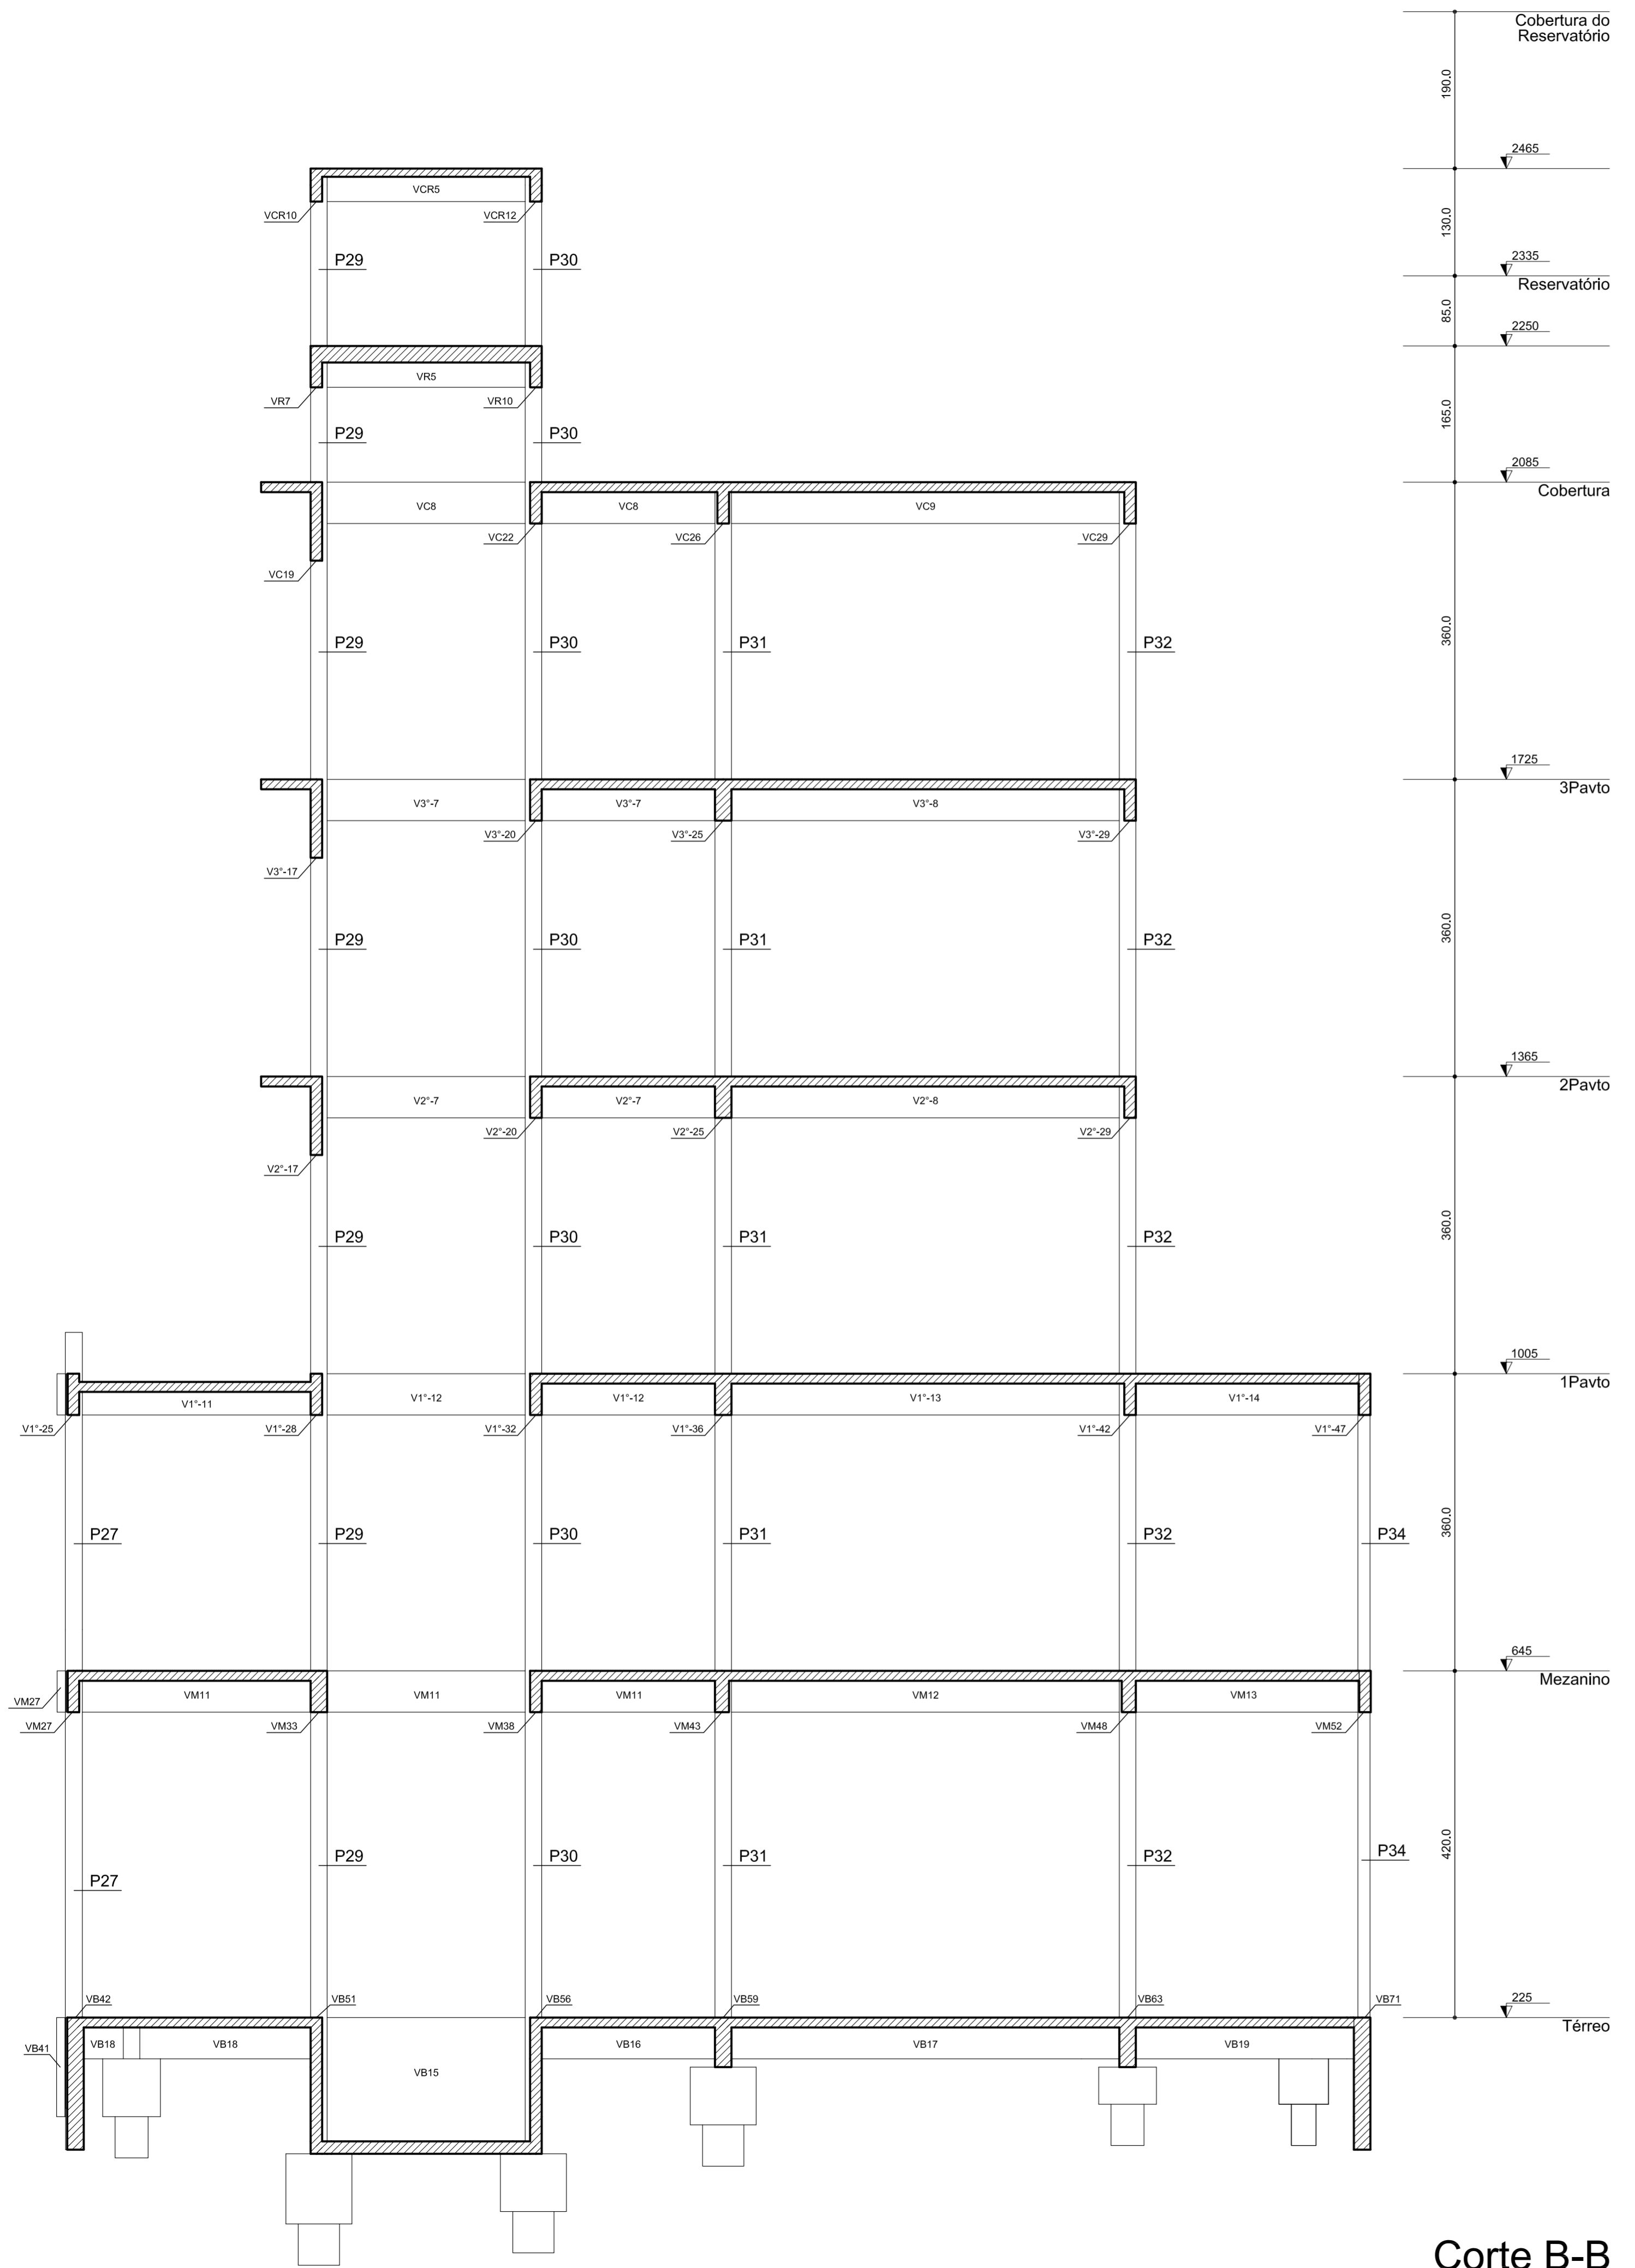 Cobertura do
Reservatório
190.0
2465
VCR5
VCR10
VCR12
130.0
P29
P30
2335
Reservatório
85.0
2250
VR5
VR7
VR10
165.0
P29
P30
2085
Cobertura
VC8
VC8
VC9
VC22
VC26
VC29
VC19
360.0
P29
P30
P31
P32
1725
3Pavto
V3°-7
V3°-7
V3°-8
V3°-20
V3°-25
V3°-29
V3°-17
360.0
P29
P30
P31
P32
1365
2Pavto
V2°-7
V2°-7
V2°-8
V2°-20
V2°-25
V2°-29
V2°-17
360.0
P29
P30
P31
P32
1005
1Pavto
V1°-11
V1°-12
V1°-12
V1°-13
V1°-14
V1°-25
V1°-28
V1°-32
V1°-36
V1°-42
V1°-47
360.0
P27
P29
P30
P31
P32
P34
645
Mezanino
VM27
VM11
VM11
VM11
VM12
VM13
VM27
VM33
VM38
VM43
VM48
VM52
420.0
P27
P29
P30
P31
P32
P34
225
Térreo
VB42
VB51
VB56
VB59
VB63
VB71
VB41
VB18
VB18
VB15
VB16
VB17
VB19
Corte B-B